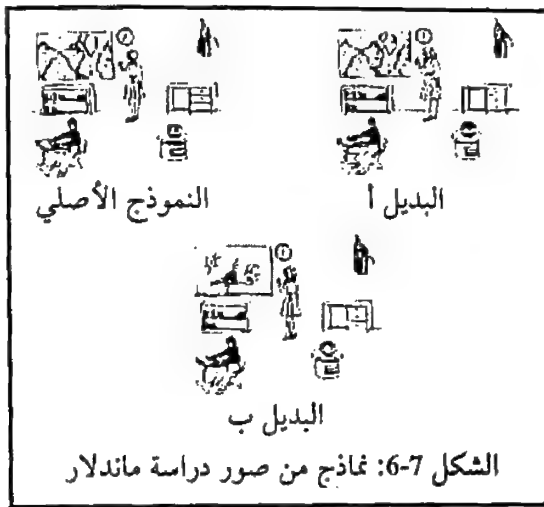 النموذج الأصلي
البديل أ
البديل ب
الشكل 7-6: نماذج من صور دراسة ماندلار